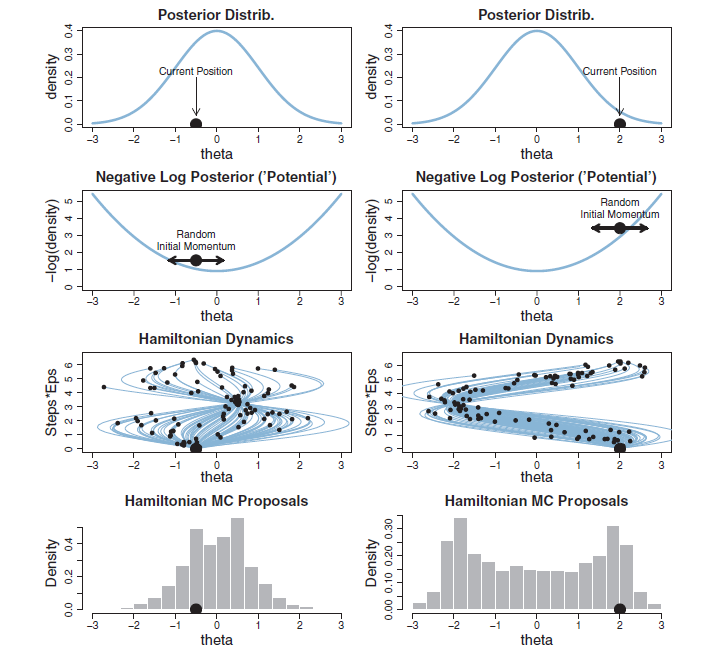 Posterior Distrib.
density
0.0 0.1 0.2 0.3 0.4
Current Position
−3 −2 −1 0 1 2 3
theta
Posterior Distrib.
density
0.0 0.1 0.2 0.3 0.4
Current Position
−3 −2 −1 0 1 2 3
theta
Negative Log Posterior ('Potential')
−log(density)
0 1 2 3 4 5
Random
Initial Momentum
−3 −2 −1 0 1 2 3
theta
Negative Log Posterior ('Potential')
−log(density)
0 1 2 3 4 5
Random
Initial Momentum
−3 −2 −1 0 1 2 3
theta
Hamiltonian Dynamics
Steps*Eps
0 1 2 3 4 5 6
−3 −2 −1 0 1 2 3
theta
Hamiltonian Dynamics
Steps*Eps
0 1 2 3 4 5 6
−3 −2 −1 0 1 2 3
theta
Hamiltonian MC Proposals
Density
0.0 0.2 0.4
−3 −2 −1 0 1 2 3
theta
Hamiltonian MC Proposals
Density
0.00 0.10 0.20 0.30
−3 −2 −1 0 1 2 3
theta